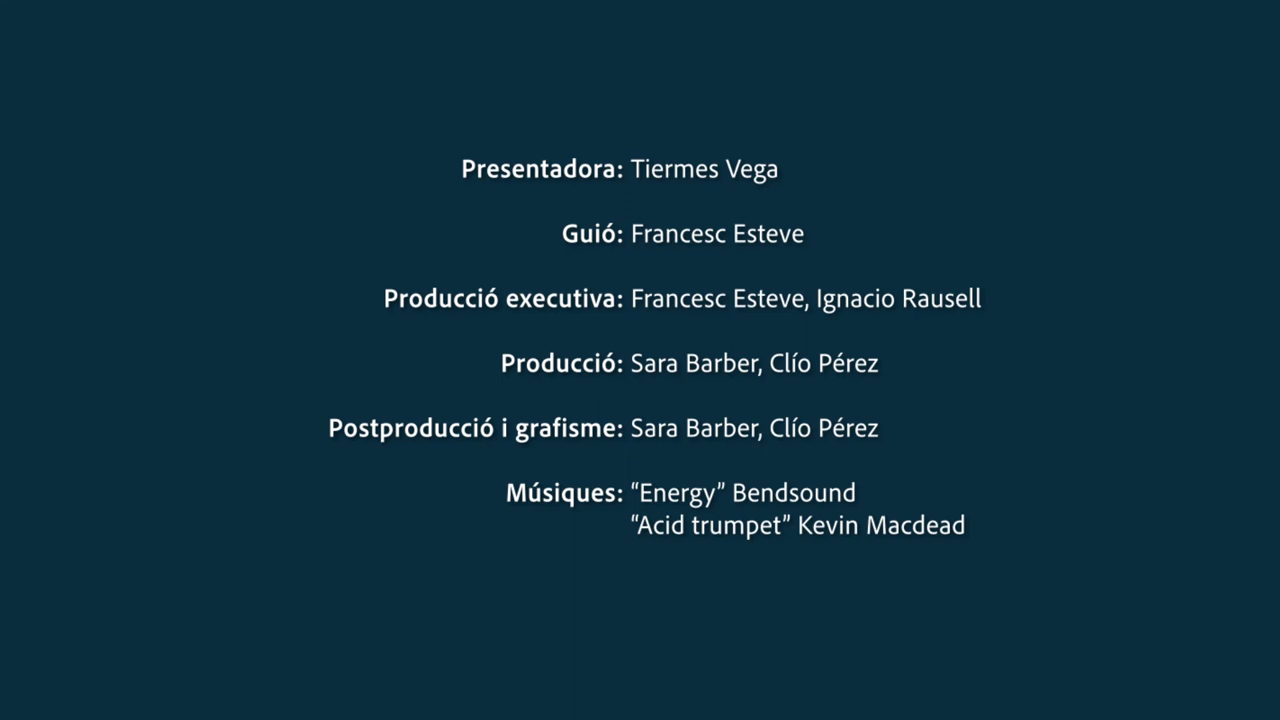 Presentadora: Tiermes Vega
Guió: Francesc Esteve
Producció executiva: Francesc Esteve, Ignacio Rausell
Producció: Sara Barber, Clío Pérez
Postproducció i grafisme: Sara Barber, Clío Pérez
Músiques: “Energy” Bendsound
“Acid trumpet” Kevin Macdead